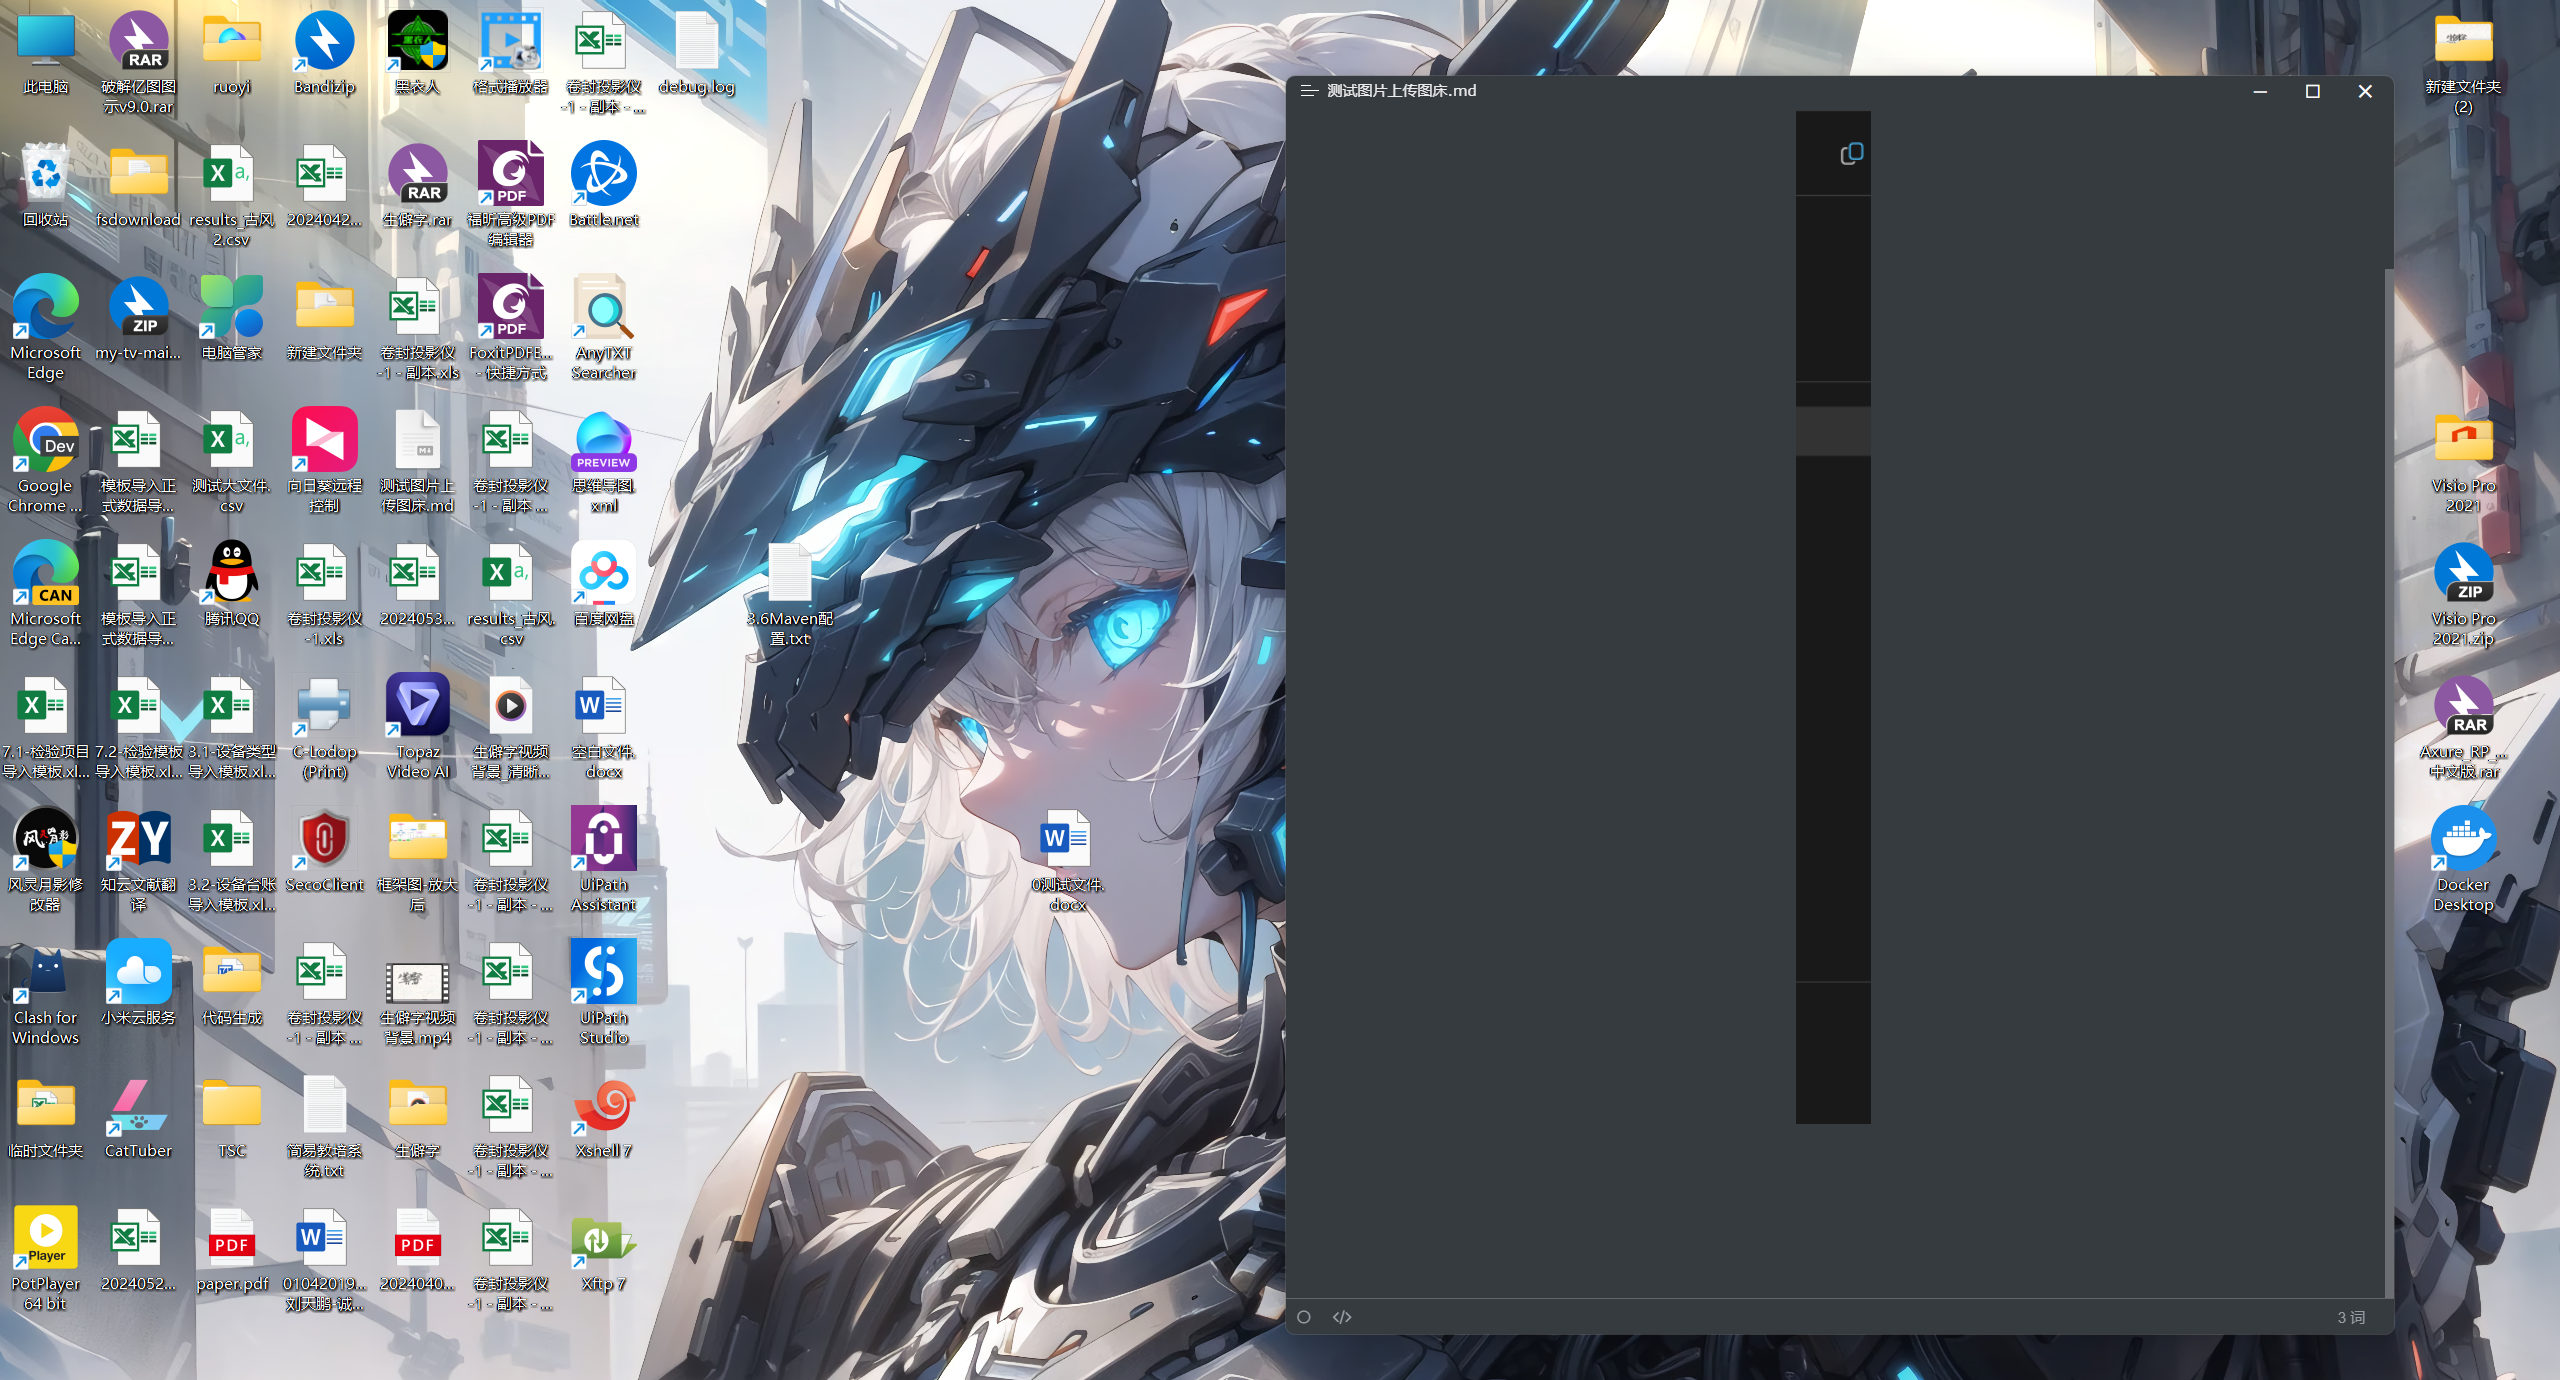 此电脑
破解亿图图
示v9.0.rar
ruoyi
Bandizip
黑衣人
格式播放器
卷封投影仪
-1 - 副本 - ...
debug.log
回收站
fsdownload
results_古风
2.csv
2024042...
生僻字.rar
福昕高级PDF
编辑器
Battle.net
Microsoft
Edge
my-tv-mai...
电脑管家
新建文件夹
卷封投影仪
-1 - 副本.xls
FoxitPDFE...
- 快捷方式
AnyTXT
Searcher
Google
Chrome ...
模板导入正
式数据导...
测试大文件.
csv
向日葵远程
控制
测试图片上
传图床.md
卷封投影仪
-1 - 副本 ...
思维导图.
xml
Microsoft
Edge Ca...
模板导入正
式数据导...
腾讯QQ
卷封投影仪
-1.xls
2024053...
results_古风.
csv
百度网盘
3.6Maven配
置.txt
7.1-检验项目
导入模板.xl...
7.2-检验模板
导入模板.xl...
3.1-设备类型
导入模板.xl...
C-Lodop
(Print)
Topaz
Video AI
生僻字视频
背景_清晰...
空白文件.
docx
风灵月影修
改器
知云文献翻
译
3.2-设备台账
导入模板.xl...
SecoClient
框架图-放大
后
卷封投影仪
-1 - 副本 - ...
UiPath
Assistant
0测试文件.
docx
Clash for
Windows
小米云服务
代码生成
卷封投影仪
-1 - 副本 ...
生僻字视频
背景.mp4
卷封投影仪
-1 - 副本 - ...
UiPath
Studio
临时文件夹
CatTuber
TSC
简易教培系
统.txt
生僻字
卷封投影仪
-1 - 副本 - ...
Xshell 7
PotPlayer
64 bit
2024052...
paper.pdf
01042019...
刘天鹏-诚...
2024040...
卷封投影仪
-1 - 副本 - ...
Xftp 7
测试图片上传图床.md
3 词
新建文件夹
(2)
Visio Pro
2021
Visio Pro
2021.zip
Axure_RP_...
中文版.rar
Docker
Desktop